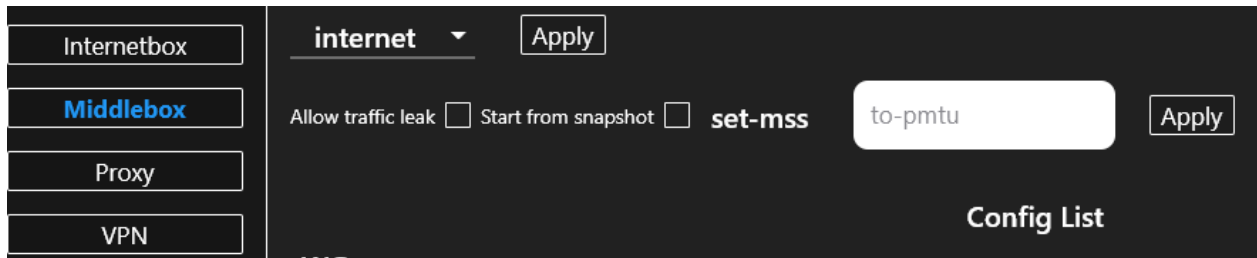 Internetbox
Middlebox
Proxy
VPN
internet Apply
Allow traffic leak Start from snapshot set-mss to-pmtu Apply
Config List